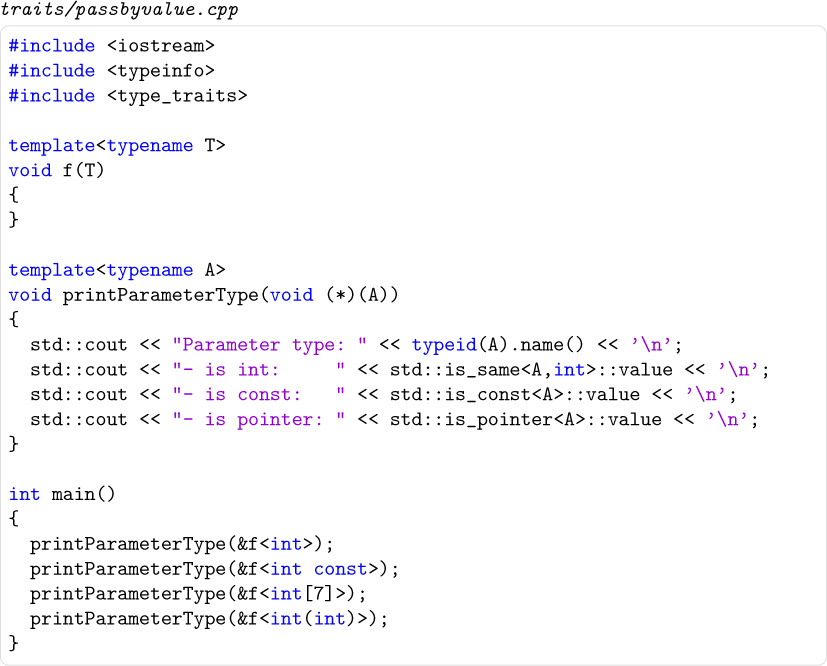 traits/passbyvalue.cpp
#include <iostream>
#include <typeinfo>
#include <type_traits>

template<typename T>
void f(T)
{
}

template<typename A>
void printParameterType(void (*)(A))
{
  std::cout << "Parameter type: " << typeid(A).name() << ’\n’;
  std::cout << "- is int:     " << std::is_same<A,int>::value << ’\n’;
  std::cout << "- is const:   " << std::is_const<A>::value << ’\n’;
  std::cout << "- is pointer: " << std::is_pointer<A>::value << ’\n’;
}

int main()
{
  printParameterType(&f<int>);
  printParameterType(&f<int const>);
  printParameterType(&f<int[7]>);
  printParameterType(&f<int(int)>);
}